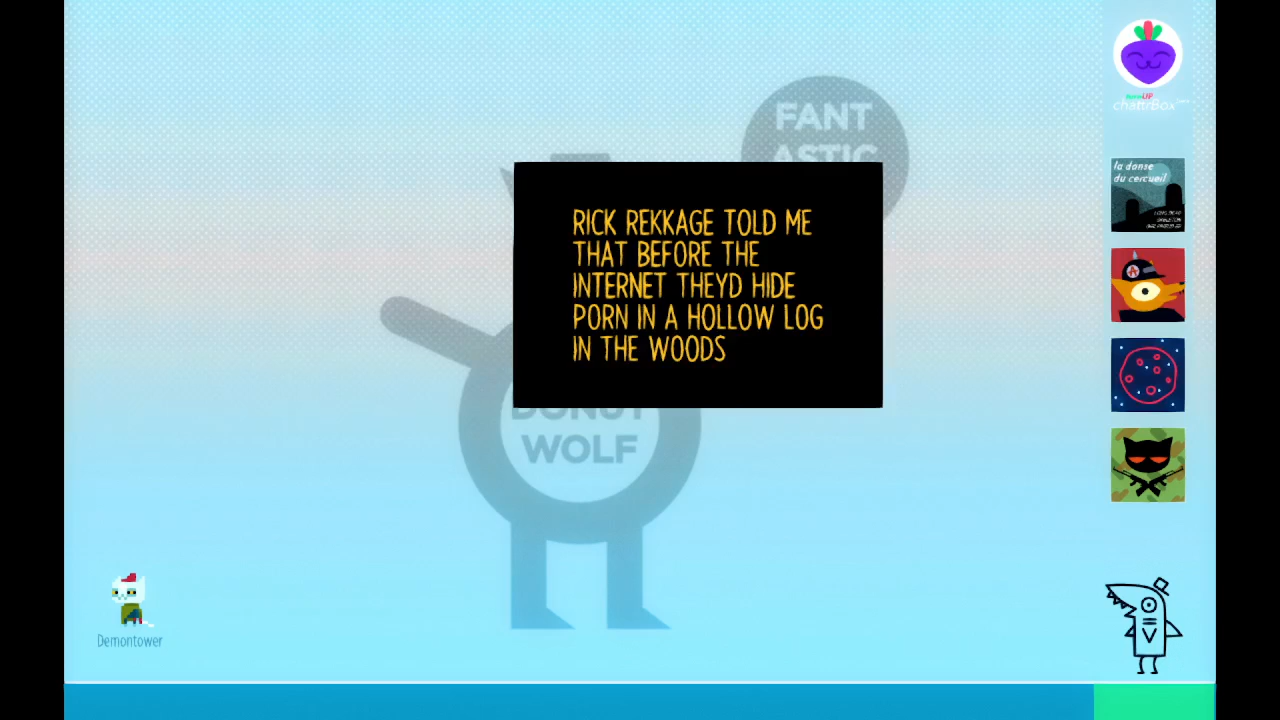 FANT
ASTIC
RICK REKKAGE TOLD ME
THAT BEFORE THE
INTERNET THEYD HIDE
PORN IN A HOLLOW LOG
IN THE WOODS
DONUT
WOLF
chattrBox
la danse
du cercueil
Demontower